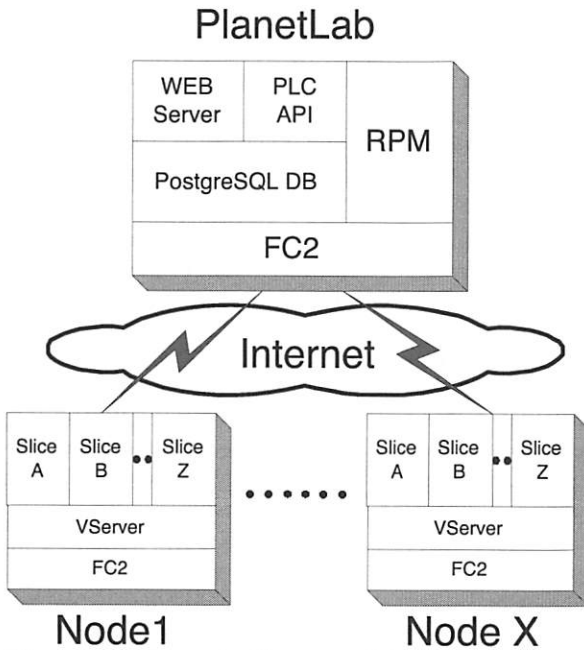 PlanetLab
WEB
Server
PLC
API
RPM
PostgreSQL DB
FC2
Internet
Slice
A
Slice
B
Slice
Z
VServer
FC2
Node1
Slice
A
Slice
B
Slice
Z
VServer
FC2
Node X